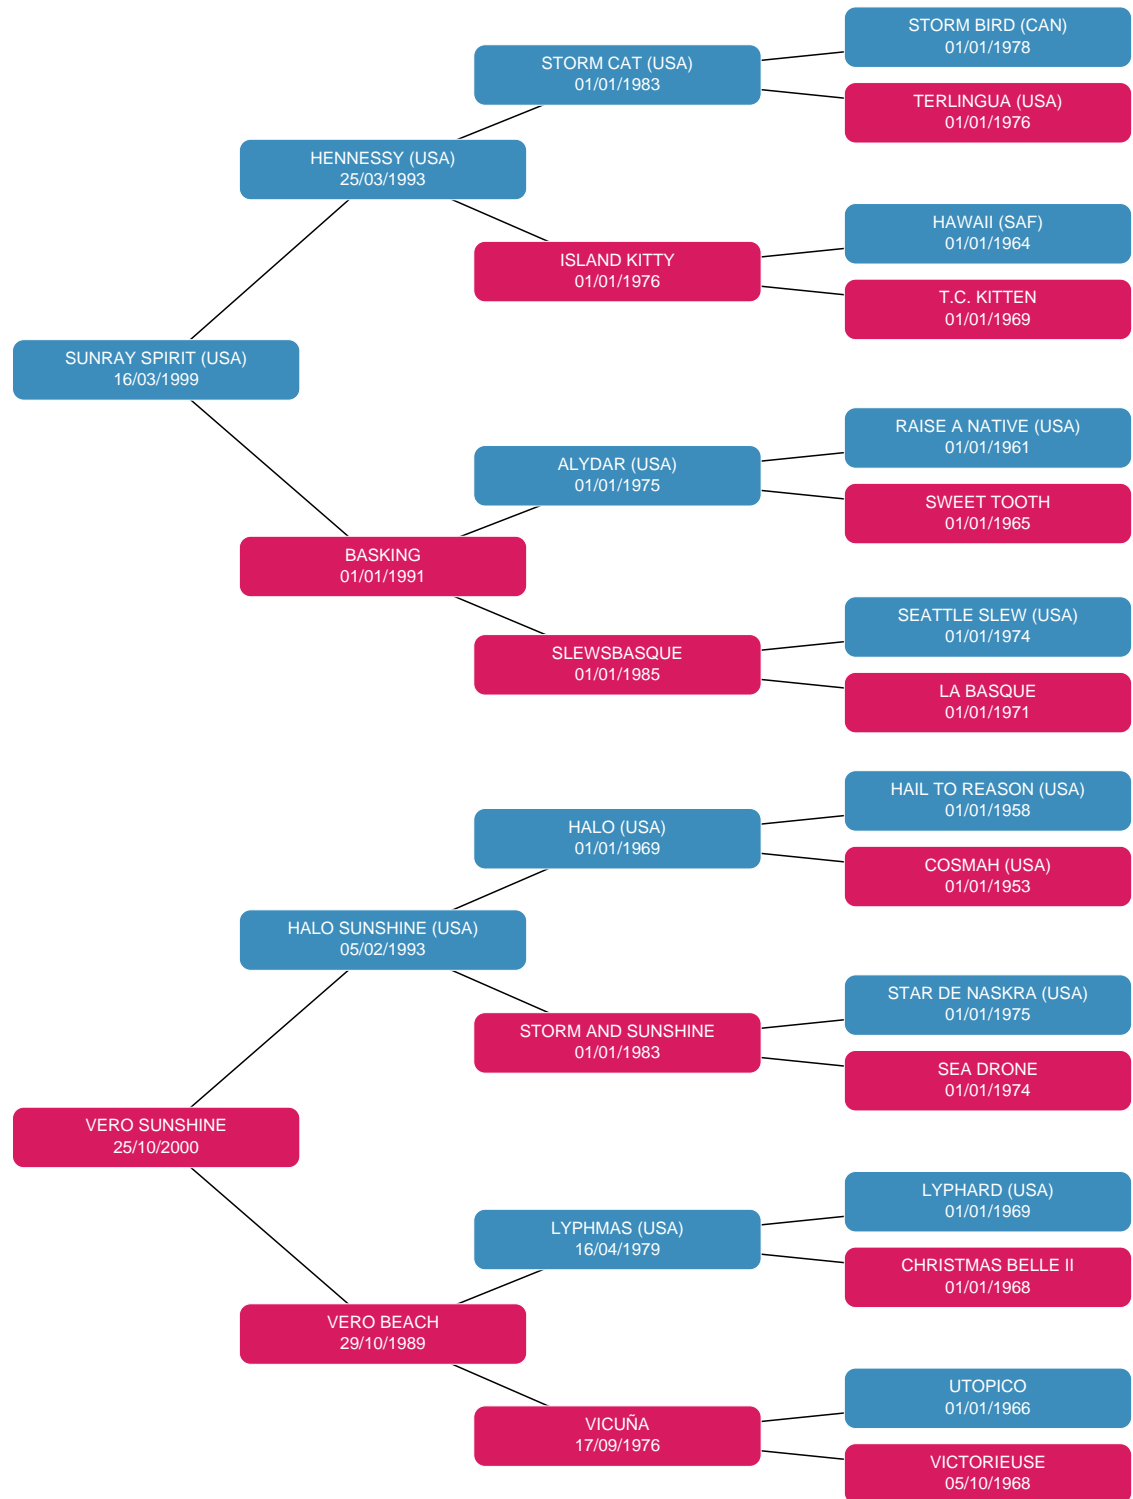 STORM BIRD (CAN)
01/01/1978
STORM CAT (USA)
01/01/1983
TERLINGUA (USA)
01/01/1976
HENNESSY (USA)
25/03/1993
HAWAII (SAF)
01/01/1964
ISLAND KITTY
01/01/1976
T.C. KITTEN
01/01/1969
SUNRAY SPIRIT (USA)
16/03/1999
RAISE A NATIVE (USA)
01/01/1961
ALYDAR (USA)
01/01/1975
SWEET TOOTH
01/01/1965
BASKING
01/01/1991
SEATTLE SLEW (USA)
01/01/1974
SLEWSBASQUE
01/01/1985
LA BASQUE
01/01/1971
HAIL TO REASON (USA)
01/01/1958
HALO (USA)
01/01/1969
COSMAH (USA)
01/01/1953
HALO SUNSHINE (USA)
05/02/1993
STAR DE NASKRA (USA)
01/01/1975
STORM AND SUNSHINE
01/01/1983
SEA DRONE
01/01/1974
VERO SUNSHINE
25/10/2000
LYPHARD (USA)
01/01/1969
LYPHMAS (USA)
16/04/1979
CHRISTMAS BELLE II
01/01/1968
VERO BEACH
29/10/1989
UTOPICO
01/01/1966
VICUÑA
17/09/1976
VICTORIEUSE
05/10/1968